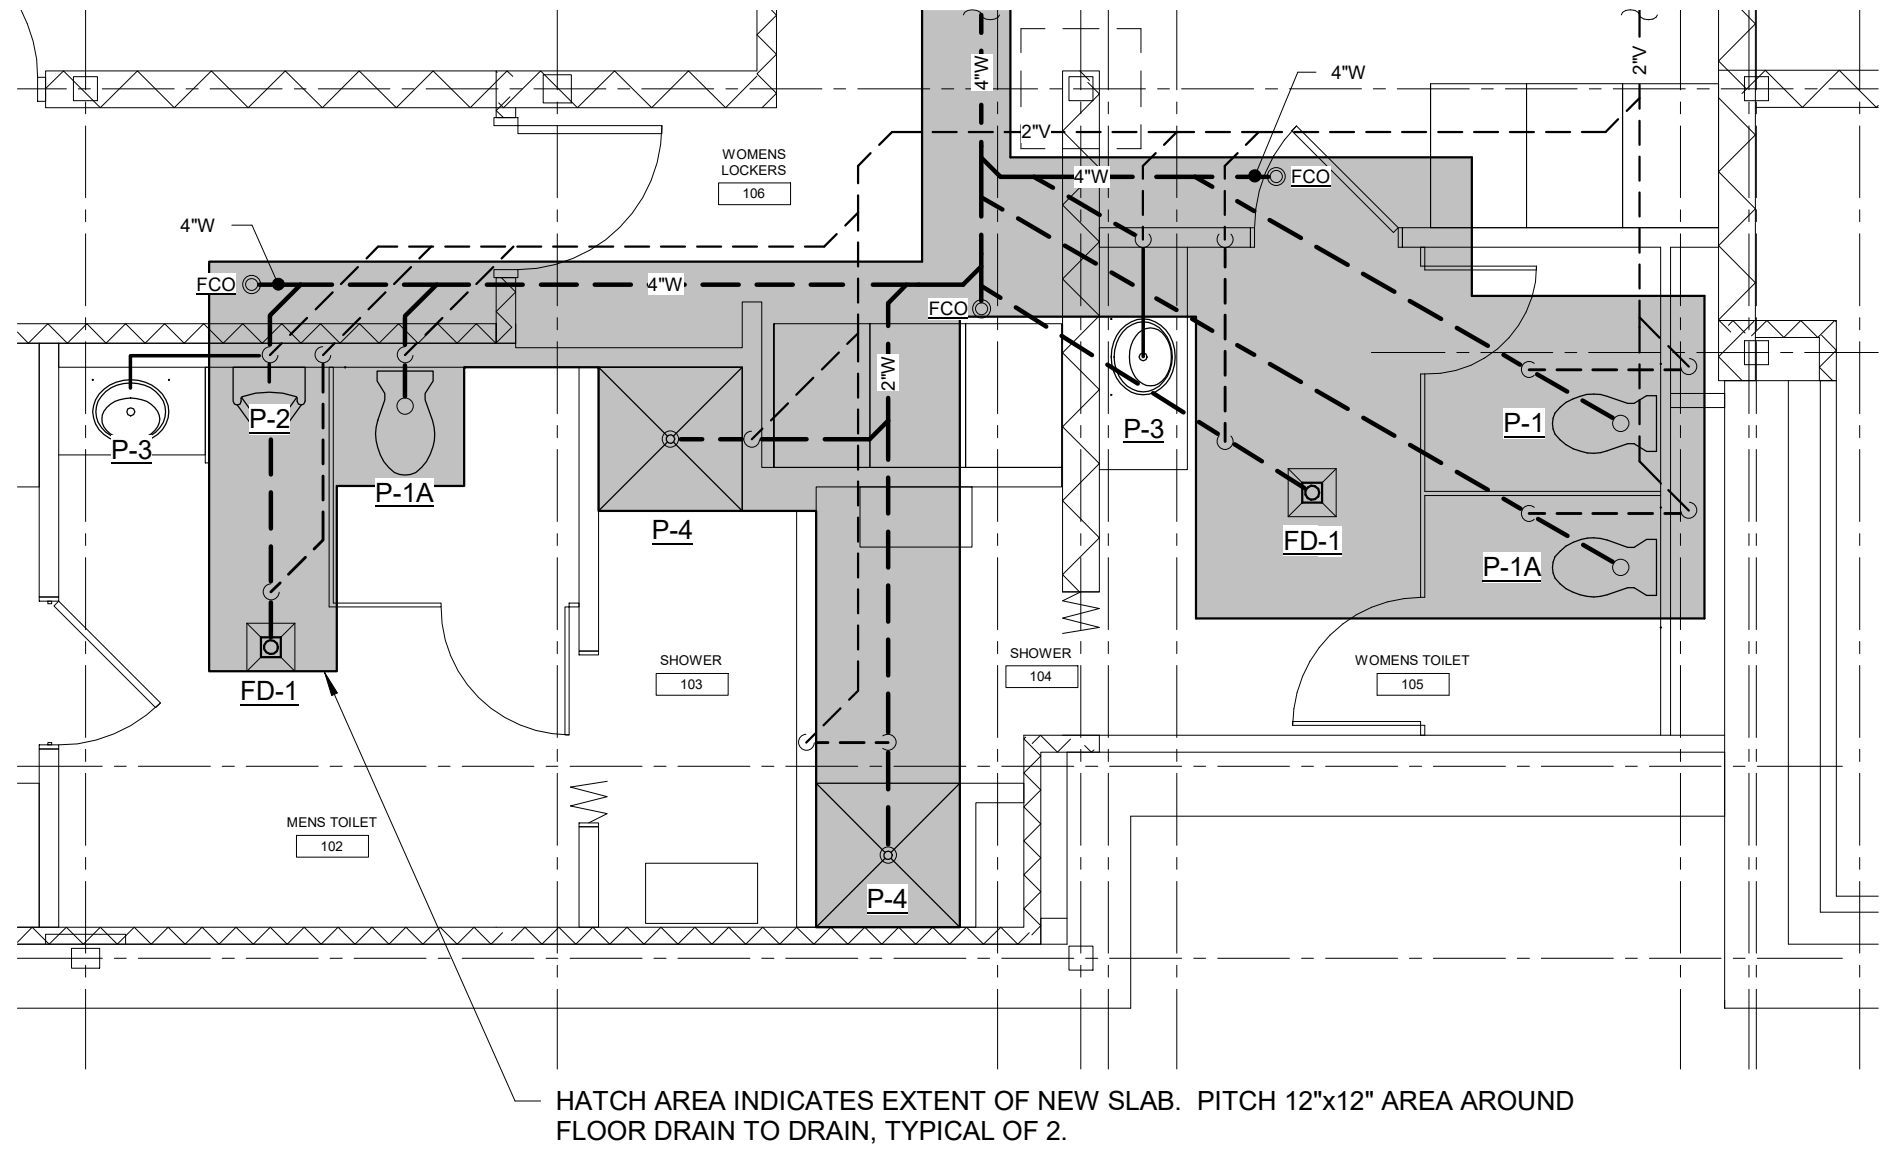 4"W
2"V
4"W
2"V
WOMENS
LOCKERS
106
4"W
FCO
4"W
FCO
4"W
FCO
2"W
P-2
P-3
P-1A
P-4
P-3
P-1
FD-1
P-1A
FD-1
SHOWER
103
SHOWER
104
WOMENS TOILET
105
MENS TOILET
102
P-4
4"W
HATCH AREA INDICATES EXTENT OF NEW SLAB.  PITCH 12"x12" AREA AROUND
FLOOR DRAIN TO DRAIN, TYPICAL OF 2.